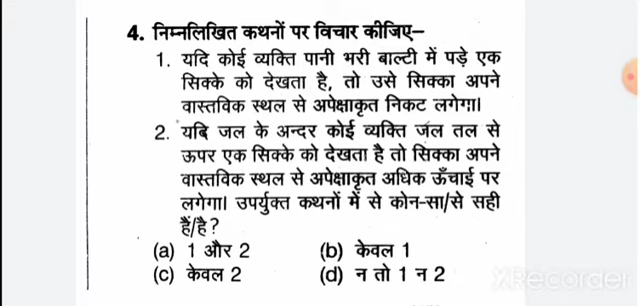 4. निम्नलिखित कथनों पर विचार कीजिए–
1. यदि कोई व्यक्ति पानी भरी बाल्टी में पड़े एक
सिक्के को देखता है, तो उसे सिक्का अपने
वास्तविक स्थल से अपेक्षाकृत निकट लगेगा।
2. यबि जल के अन्दर कोई व्यक्ति जल तल से
ऊपर एक सिक्के को देखता है तो सिक्का अपने
वास्तविक स्थल से अपेक्षाकृत अधिक ऊँचाई पर
लगेगा। उपर्युक्त कथनों में से कोन-सा/से सही
हैं/है?
(a) 1 और 2 (b) केवल 1
(c) केवल 2 (d) न तो 1 न 2
XRecorder